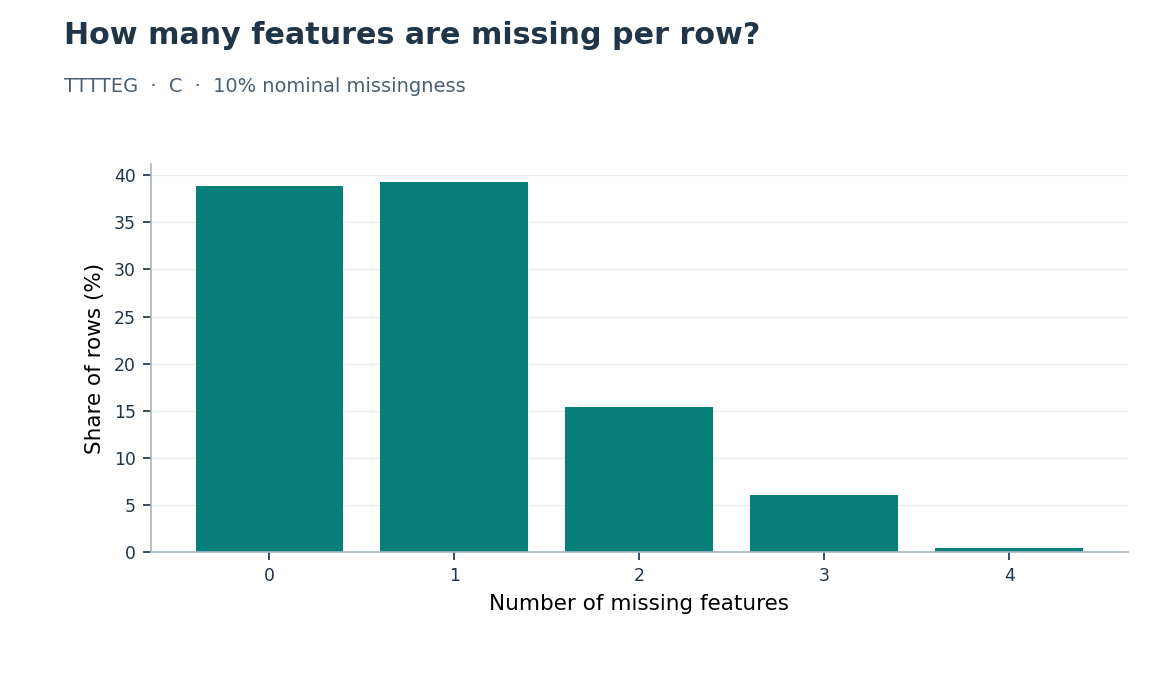 How many features are missing per row?
TTTTEG · C · 10% nominal missingness
40
35
30
25
20
15
10
5
0
Share of rows (%)
0 1 2 3 4
Number of missing features